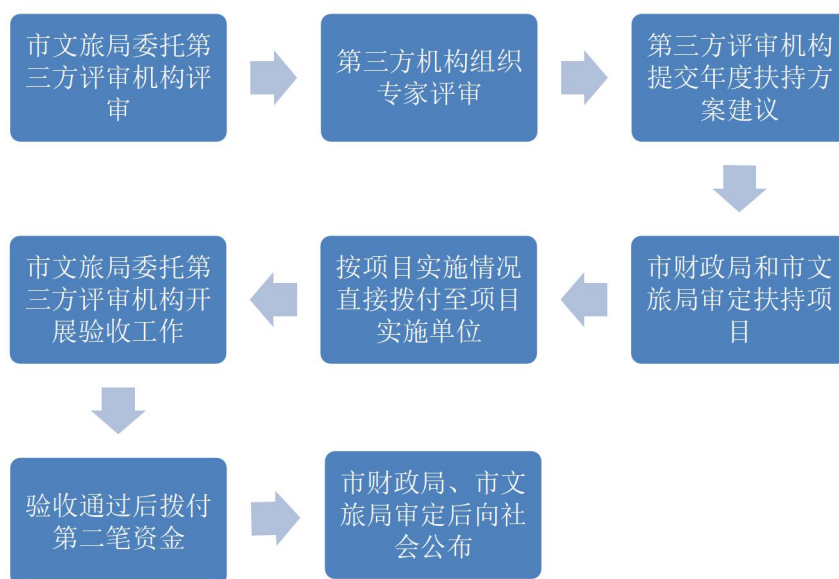 市文旅局委托第
三方评审机构评
审
第三方机构组织
专家评审
第三方评审机构
提交年度扶持方
案建议
市财政局和市文
旅局审定扶持项
目
按项目实施情况
直接拨付至项目
实施单位
市文旅局委托第
三方评审机构开
展验收工作
验收通过后拨付
第二笔资金
市财政局、市文
旅局审定后向社
会公布